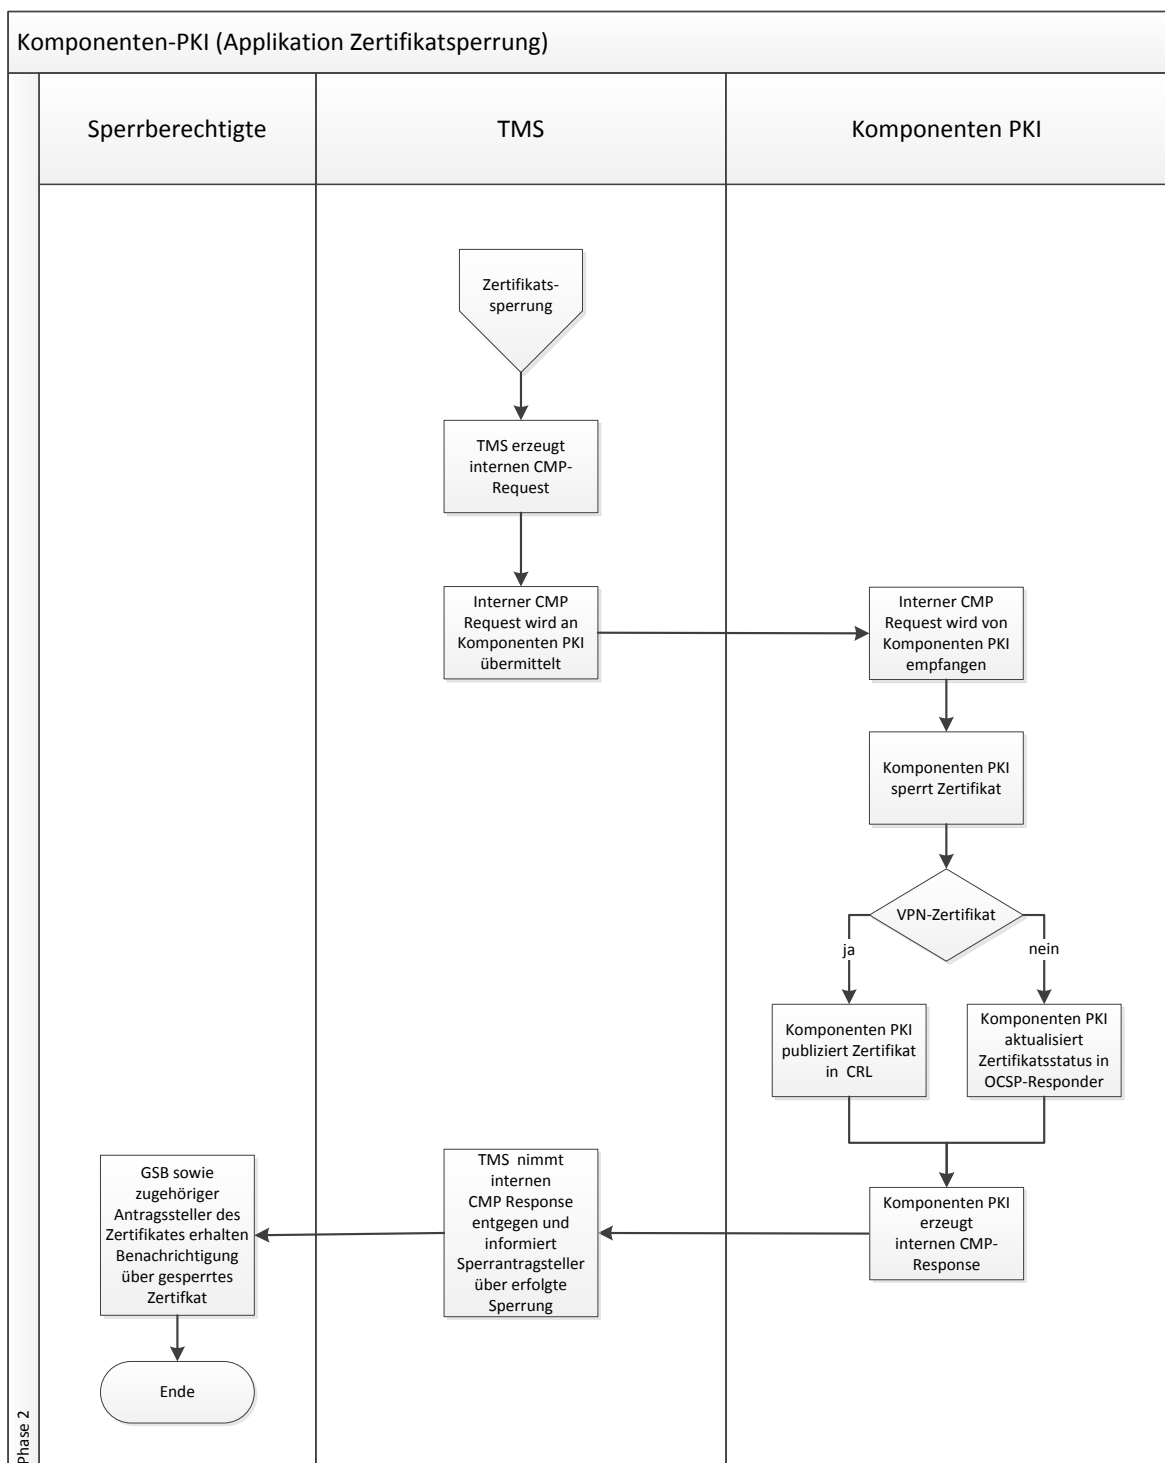 Komponenten-PKI (Applikation Zertifikatsperrung)
Sperrberechtigte
TMS
Komponenten PKI
Zertifikats-
sperrung
TMS erzeugt
internen CMP-
Request
Interner CMP
Request wird an
Komponenten PKI
übermittelt
Interner CMP
Request wird von
Komponenten PKI
empfangen
Komponenten PKI
sperrt Zertifikat
VPN-Zertifikat
ja
nein
Komponenten PKI
publiziert Zertifikat
in CRL
Komponenten PKI
aktualisiert
Zertifikatsstatus in
OCSP-Responder
Komponenten PKI
erzeugt
internen CMP-
Response
TMS nimmt
internen
CMP Response
entgegen und
informiert
Sperrantragsteller
über erfolgte
Sperrung
GSB sowie
zugehöriger
Antragssteller des
Zertifikates erhalten
Benachrichtigung
über gesperrtes
Zertifkat
Ende
Phase 2